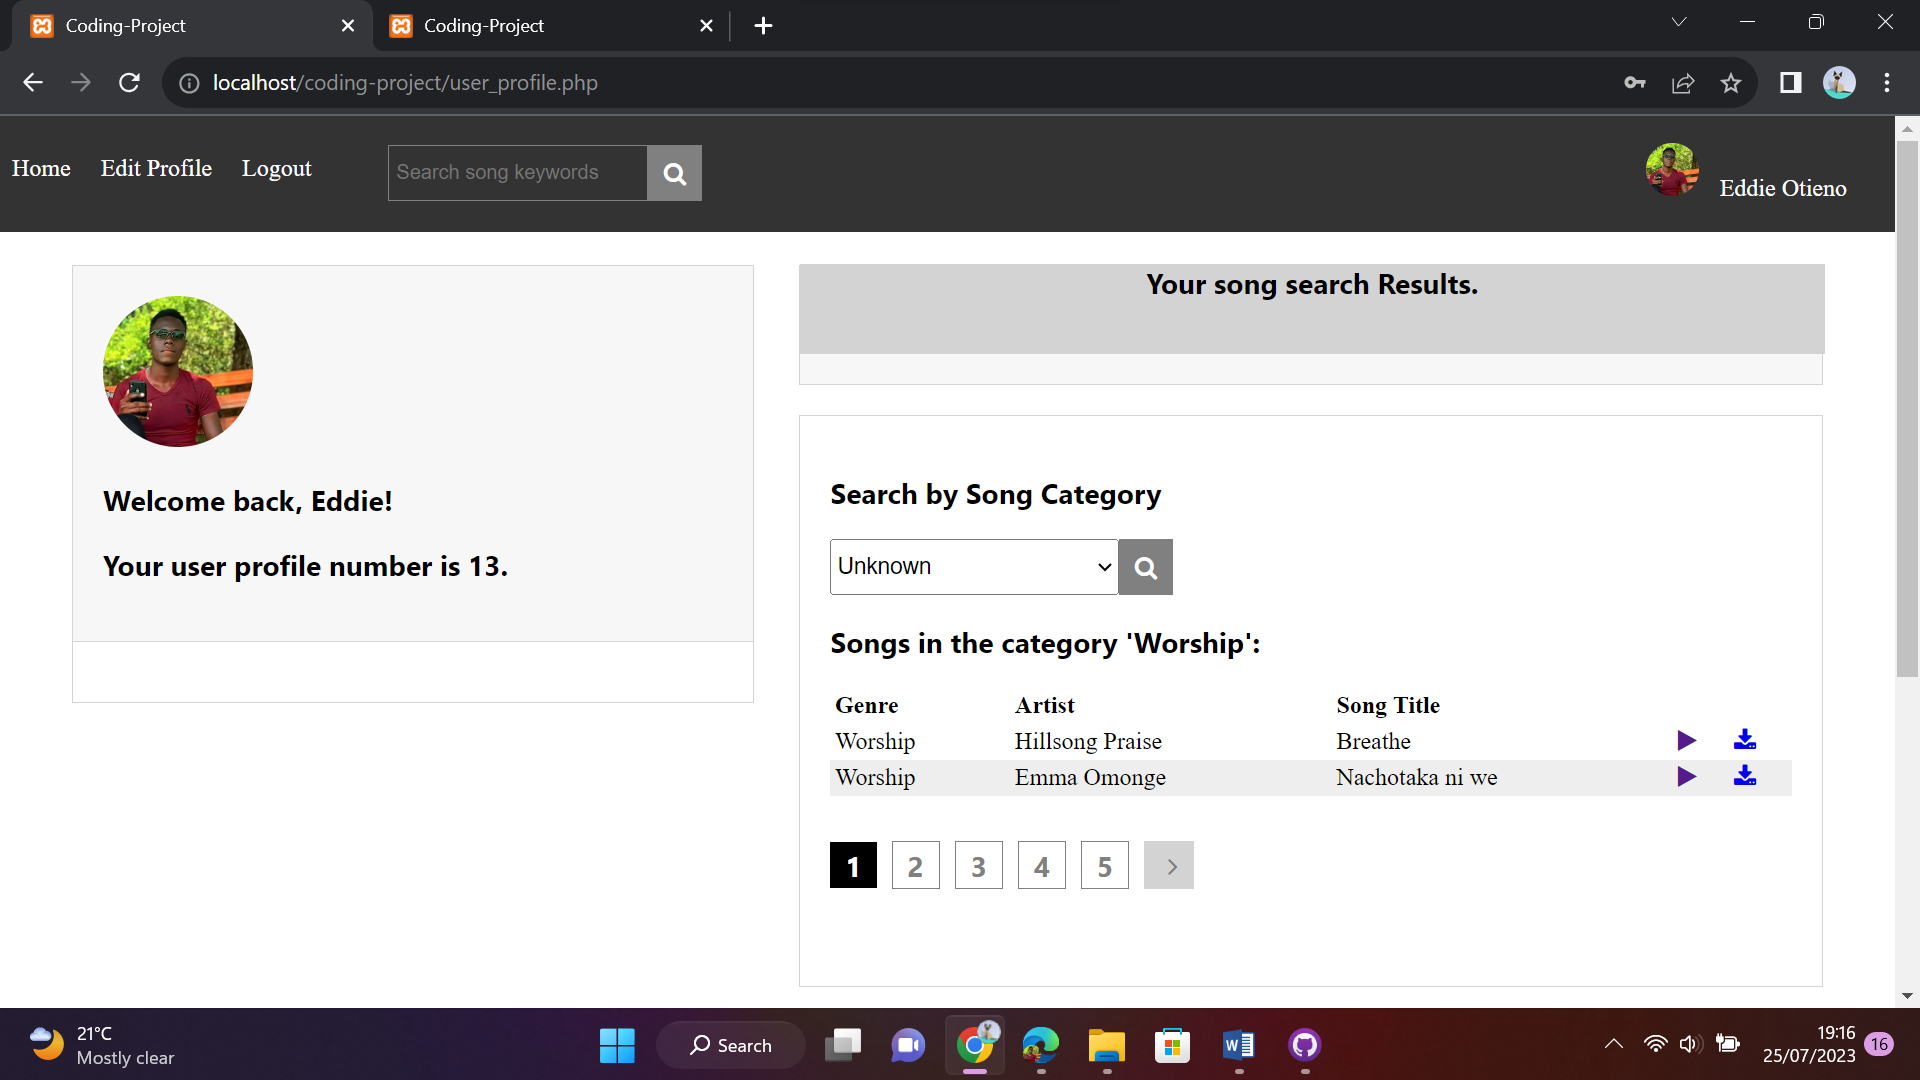 Coding-Project
Coding-Project
localhost/coding-project/user_profile.php
Home
Edit Profile
Logout
Search song keywords
Eddie Otieno
Welcome back, Eddie!
Your user profile number is 13.
Your song search Results.
Search by Song Category
Unknown
Songs in the category 'Worship':
Genre Artist Song Title
Worship Hillsong Praise Breathe
Worship Emma Omonge Nachotaka ni we
1 2 3 4 5
21°C
Mostly clear
Search
W
19:16
25/07/2023
16